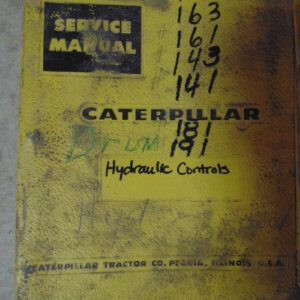 SERVICE
MANUAL
163
161
143
141
CATERPILLAR
181
Drum
191
Hydraulic Controls
CATERPILLAR TRACTOR CO. PEORIA, ILLINOIS U.S.A.